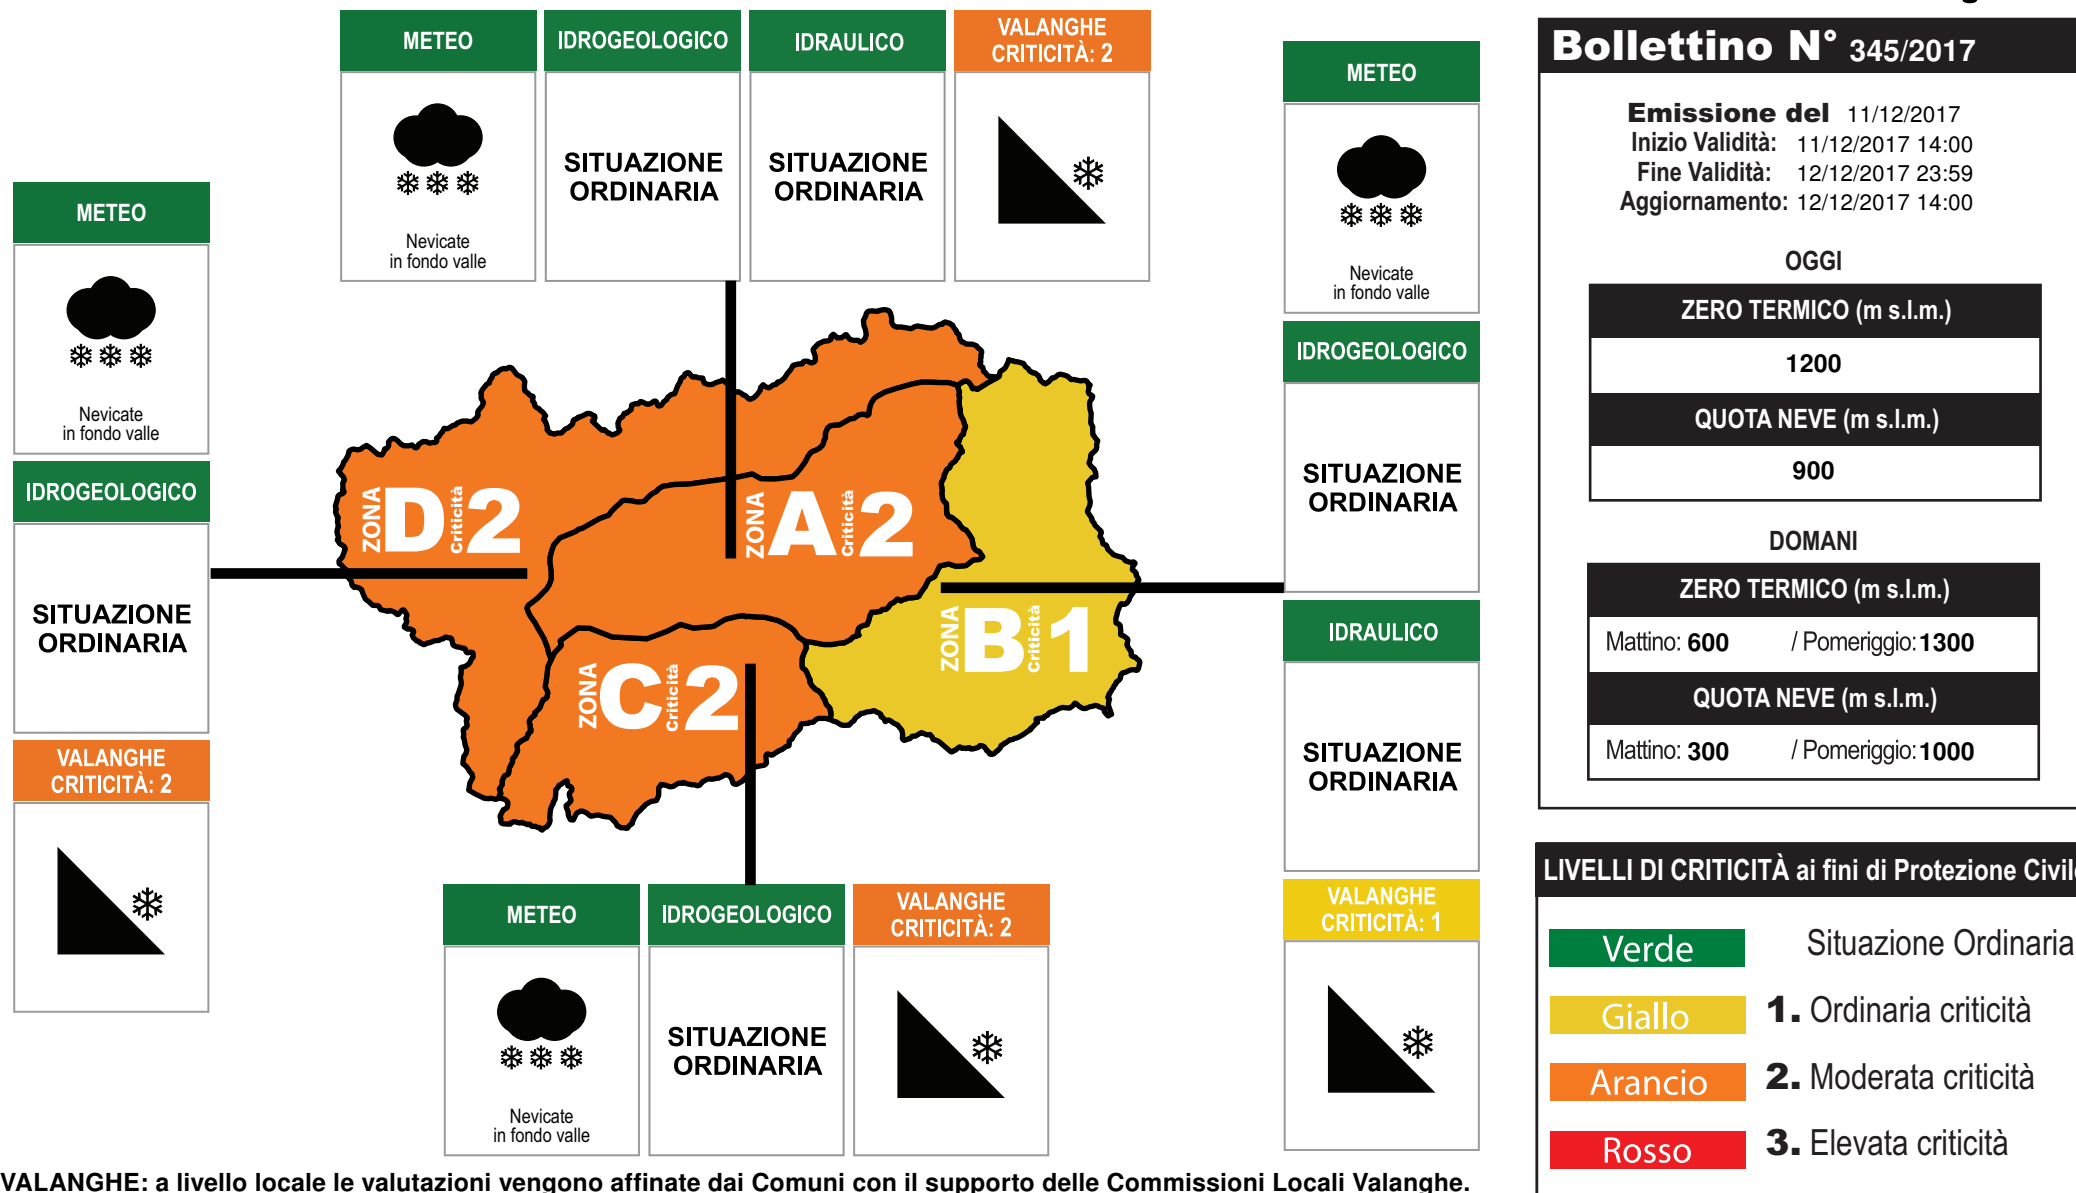 METEO
IDROGEOLOGICO
IDRAULICO
VALANGHE
CRITICITÀ: 2
Nevicate
in fondo valle
SITUAZIONE
ORDINARIA
SITUAZIONE
ORDINARIA
METEO
Nevicate
in fondo valle
IDROGEOLOGICO
SITUAZIONE
ORDINARIA
VALANGHE
CRITICITÀ: 2
METEO
Nevicate
in fondo valle
IDROGEOLOGICO
SITUAZIONE
ORDINARIA
IDRAULICO
SITUAZIONE
ORDINARIA
VALANGHE
CRITICITÀ: 1
ZONA D Criticità 2
ZONA A Criticità 2
ZONA B Criticità 1
ZONA C Criticità 2
METEO
IDROGEOLOGICO
VALANGHE
CRITICITÀ: 2
Nevicate
in fondo valle
SITUAZIONE
ORDINARIA
VALANGHE: a livello locale le valutazioni vengono affinate dai Comuni con il supporto delle Commissioni Locali Valanghe.
Bollettino N° 345/2017
Emissione del 11/12/2017
Inizio Validità: 11/12/2017 14:00
Fine Validità: 12/12/2017 23:59
Aggiornamento: 12/12/2017 14:00
OGGI
ZERO TERMICO (m s.l.m.)
1200
QUOTA NEVE (m s.l.m.)
900
DOMANI
ZERO TERMICO (m s.l.m.)
Mattino: 600 / Pomeriggio: 1300
QUOTA NEVE (m s.l.m.)
Mattino: 300 / Pomeriggio: 1000
LIVELLI DI CRITICITÀ ai fini di Protezione Civile
Verde Situazione Ordinaria
Giallo 1. Ordinaria criticità
Arancio 2. Moderata criticità
Rosso 3. Elevata criticità